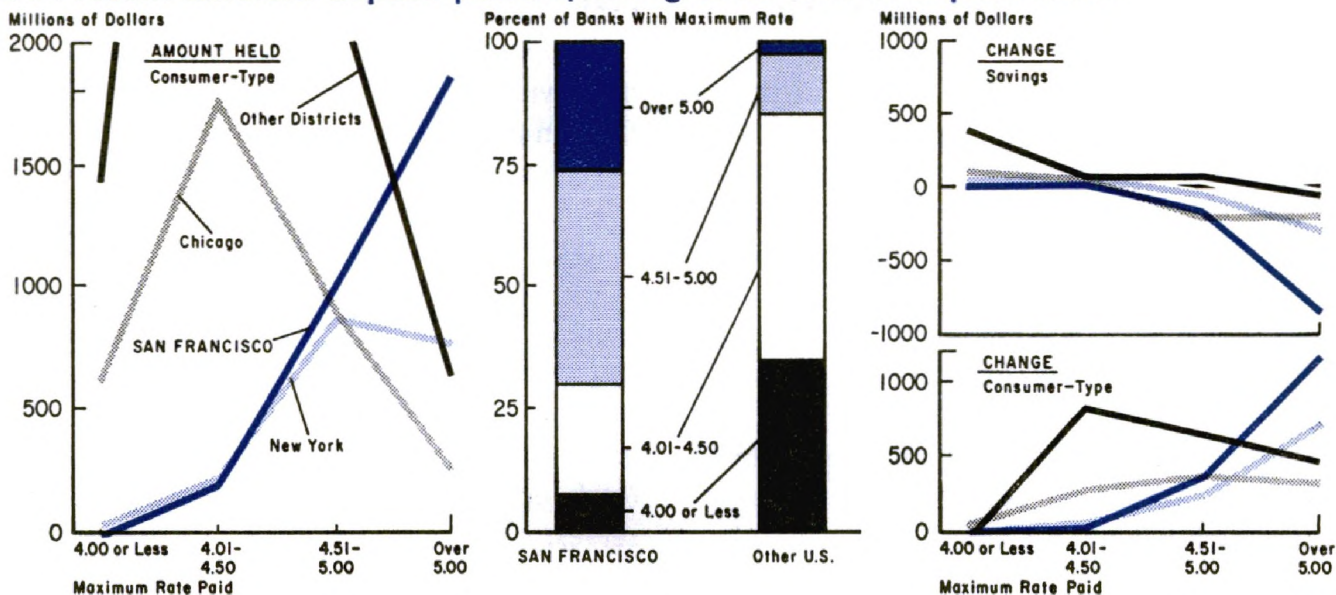 Millions of Dollars
2000
1500
1000
500
0
AMOUNT HELD
Consumer-Type
Other Districts
Chicago
SAN FRANCISCO
New York
4.00 or Less
4.01-
4.50
4.51-
5.00
Over
5.00
Maximum Rate Paid
Percent of Banks With Maximum Rate
100
75
50
25
0
Over 5.00
4.51-5.00
4.01-4.50
4.00 or Less
SAN FRANCISCO
Other U.S.
Millions of Dollars
1000
500
0
-500
-1000
CHANGE
Savings
1000
500
0
CHANGE
Consumer-Type
4.00 or Less
4.01-
4.50
4.51-
5.00
Over
5.00
Maximum Rate Paid